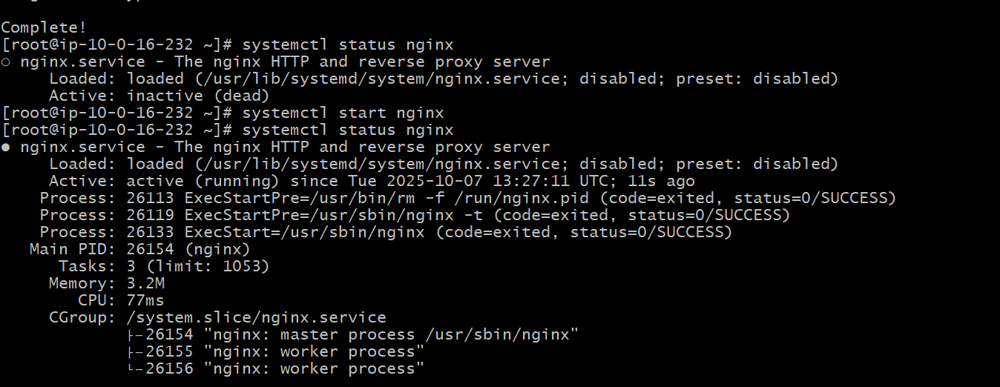 Complete!
[root@ip-10-0-16-232 ~]# systemctl status nginx
○ nginx.service - The nginx HTTP and reverse proxy server
     Loaded: loaded (/usr/lib/systemd/system/nginx.service; disabled; preset: disabled)
     Active: inactive (dead)
[root@ip-10-0-16-232 ~]# systemctl start nginx
[root@ip-10-0-16-232 ~]# systemctl status nginx
● nginx.service - The nginx HTTP and reverse proxy server
     Loaded: loaded (/usr/lib/systemd/system/nginx.service; disabled; preset: disabled)
     Active: active (running) since Tue 2025-10-07 13:27:11 UTC; 11s ago
    Process: 26113 ExecStartPre=/usr/bin/rm -f /run/nginx.pid (code=exited, status=0/SUCCESS)
    Process: 26119 ExecStartPre=/usr/sbin/nginx -t (code=exited, status=0/SUCCESS)
    Process: 26133 ExecStart=/usr/sbin/nginx (code=exited, status=0/SUCCESS)
   Main PID: 26154 (nginx)
      Tasks: 3 (limit: 1053)
     Memory: 3.2M
        CPU: 77ms
     CGroup: /system.slice/nginx.service
             ├─26154 "nginx: master process /usr/sbin/nginx"
             ├─26155 "nginx: worker process"
             └─26156 "nginx: worker process"